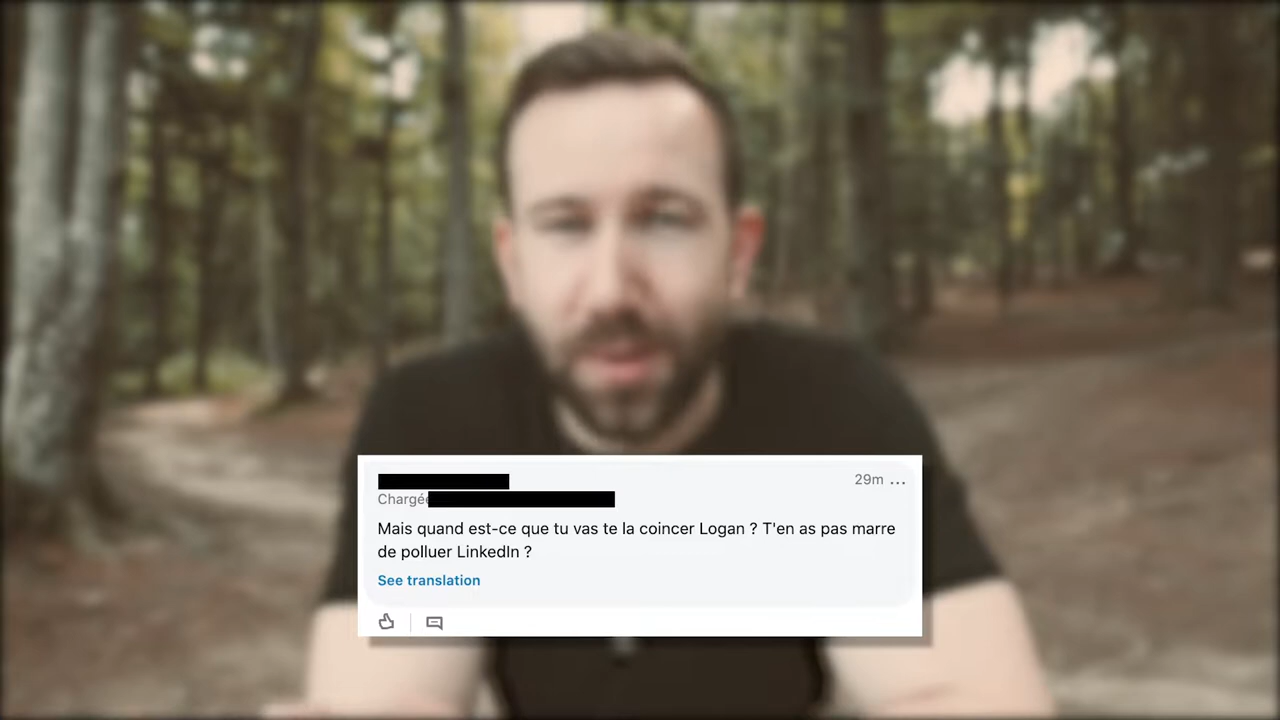 29m ...
Chargée
Mais quand est-ce que tu vas te la coincer Logan ? T'en as pas marre
de polluer LinkedIn ?
See translation